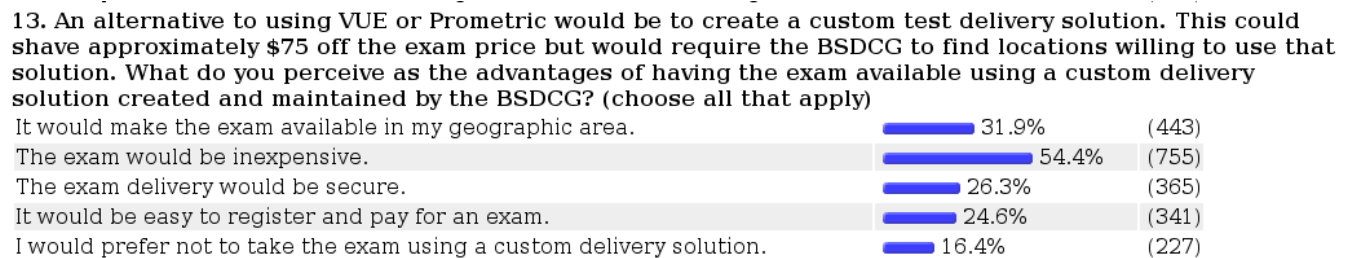 13. An alternative to using VUE or Prometric would be to create a custom test delivery solution. This could
shave approximately $75 off the exam price but would require the BSDCG to find locations willing to use that
solution. What do you perceive as the advantages of having the exam available using a custom delivery
solution created and maintained by the BSDCG? (choose all that apply)
It would make the exam available in my geographic area. 31.9% (443)
The exam would be inexpensive. 54.4% (755)
The exam delivery would be secure. 26.3% (365)
It would be easy to register and pay for an exam. 24.6% (341)
I would prefer not to take the exam using a custom delivery solution. 16.4% (227)